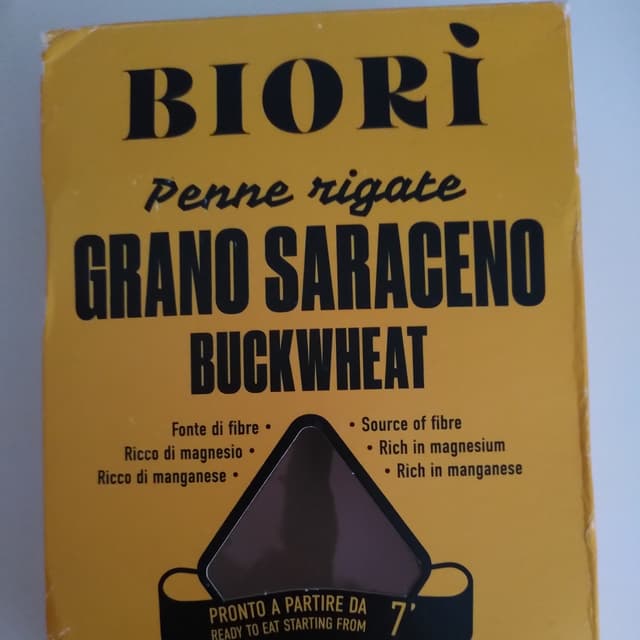 BIORÌ
Penne rigate
GRANO SARACENO
BUCKWHEAT
Fonte di fibre •
Ricco di magnesio •
Ricco di manganese •
• Source of fibre
• Rich in magnesium
• Rich in manganese
PRONTO A PARTIRE DA
READY TO EAT STARTING FROM
7'